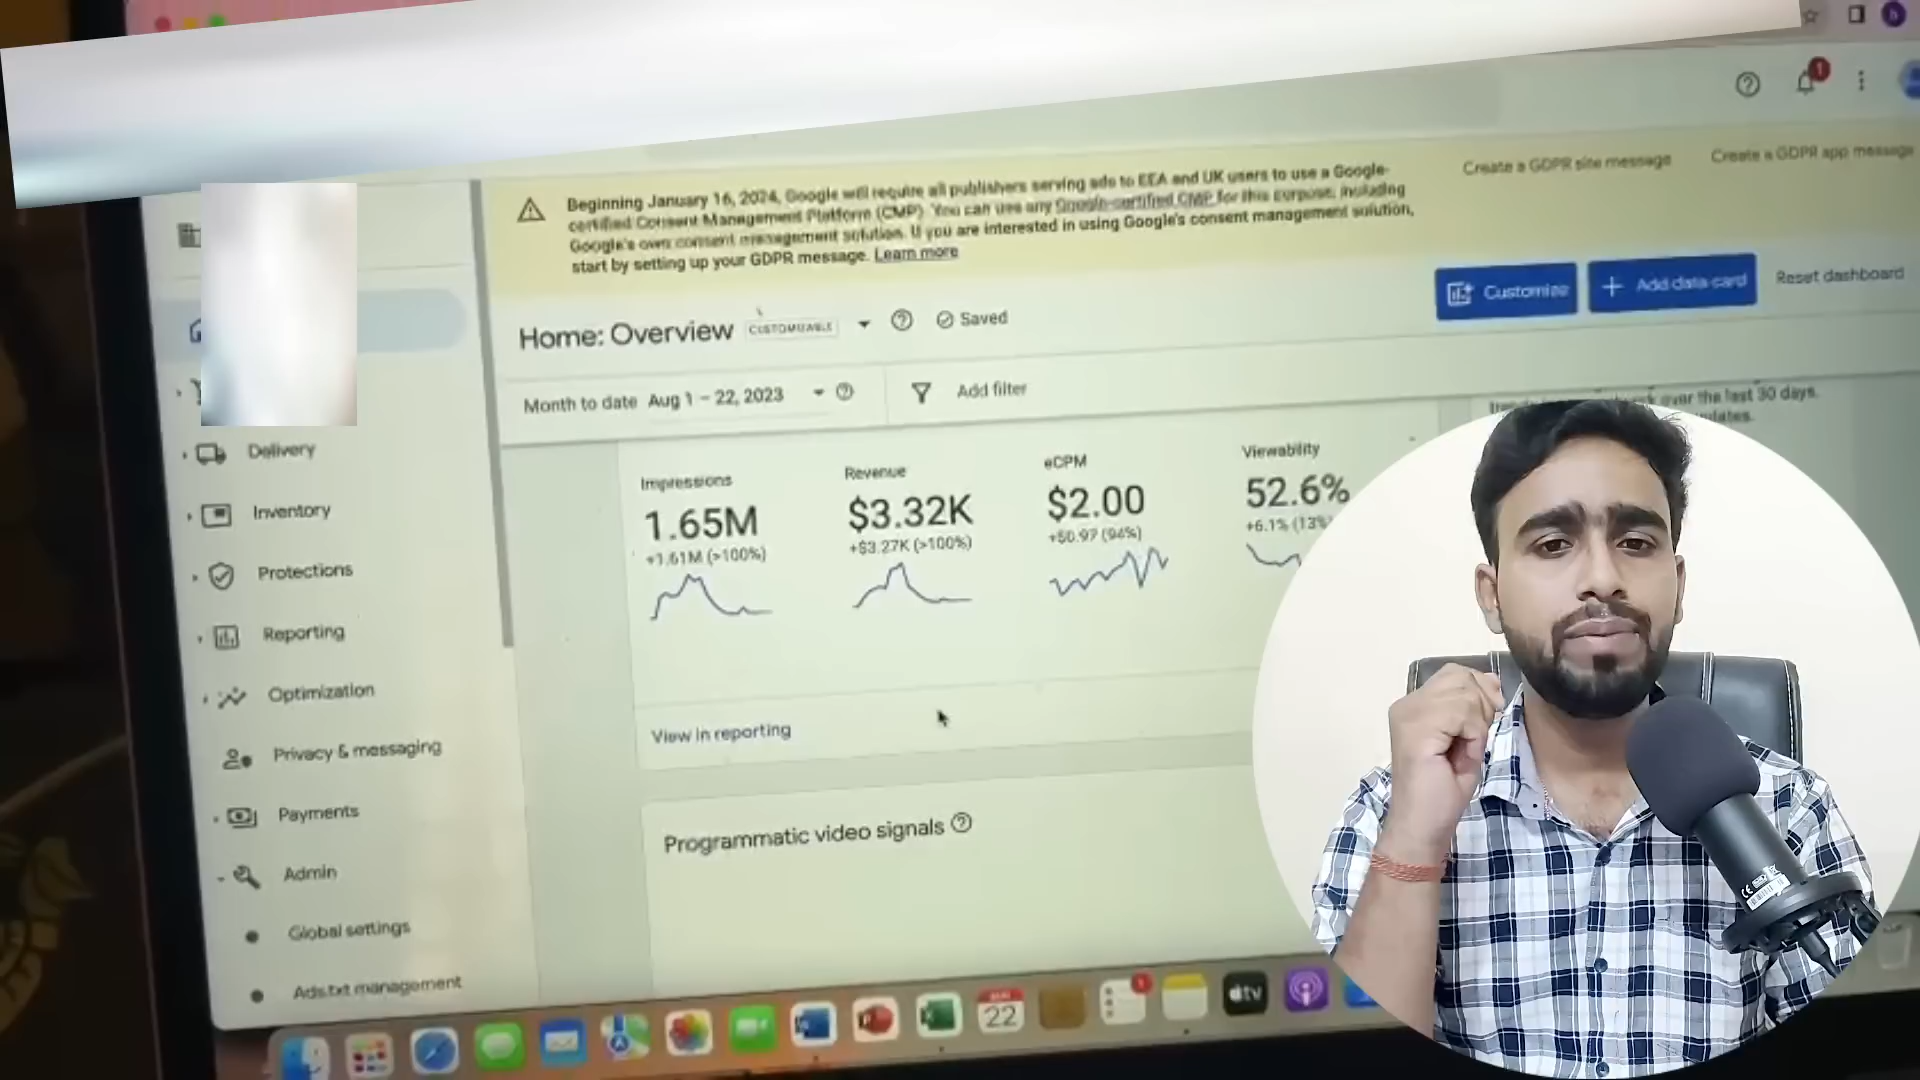 Beginning January 16, 2024, Google will require all publishers serving ads to EEA and UK users to use a Google-
certified Consent Management Platform (CMP). You can use any Google-certified CMP for this purpose, including
Google's own consent management solution. If you are interested in using Google's consent management solution,
start by setting up your GDPR message. Learn more
Create a GDPR site message
Create a GDPR app message
Customize
Add data card
Reset dashboard
Home: Overview
CUSTOMIZABLE
Saved
Month to date Aug 1 – 22, 2023
Add filter
over the last 30 days.
Impressions
1.65M
+1.61M (>100%)
Revenue
$3.32K
+$3.27K (>100%)
eCPM
$2.00
+$0.97 (94%)
Viewability
52.6%
+6.1% (13%
View in reporting
Programmatic video signals
Delivery
Inventory
Protections
Reporting
Optimization
Privacy & messaging
Payments
Admin
Global settings
Ads.txt management
22
tv
1
1